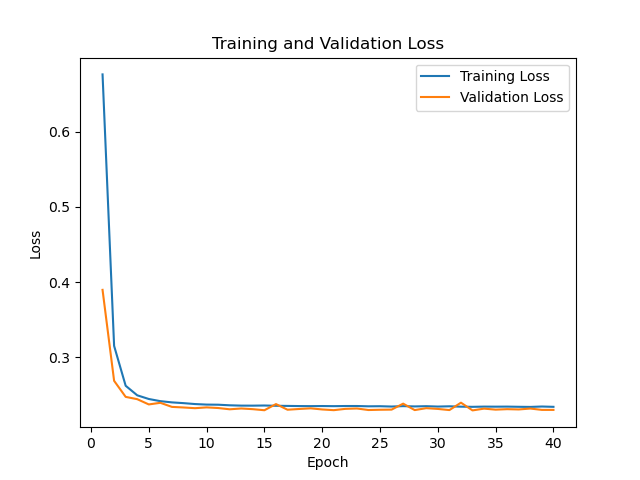 Training and Validation Loss
Training Loss
Validation Loss
0.6
0.5
0.4
0.3
Loss
0 5 10 15 20 25 30 35 40
Epoch